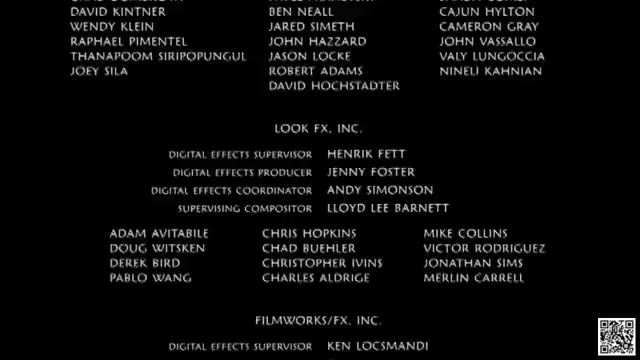 DAVID KINTNER BEN NEALL CAJUN HYLTON
WENDY KLEIN JARED SIMETH CAMERON GRAY
RAPHAEL PIMENTEL JOHN HAZZARD JOHN VASSALLO
THANAPOOM SIRIPOPUNGUL JASON LOCKE VALY LUNGOCCIA
JOEY SILA ROBERT ADAMS NINELI KAHNIAN
DAVID HOCHSTADTER
LOOK FX, INC.
DIGITAL EFFECTS SUPERVISOR HENRIK FETT
DIGITAL EFFECTS PRODUCER JENNY FOSTER
DIGITAL EFFECTS COORDINATOR ANDY SIMONSON
SUPERVISING COMPOSITOR LLOYD LEE BARNETT
ADAM AVITABILE CHRIS HOPKINS MIKE COLLINS
DOUG WITSKEN CHAD BUEHLER VICTOR RODRIGUEZ
DEREK BIRD CHRISTOPHER IVINS JONATHAN SIMS
PABLO WANG CHARLES ALDRIGE MERLIN CARRELL
FILMWORKS/FX, INC.
DIGITAL EFFECTS SUPERVISOR KEN LOCSMANDI